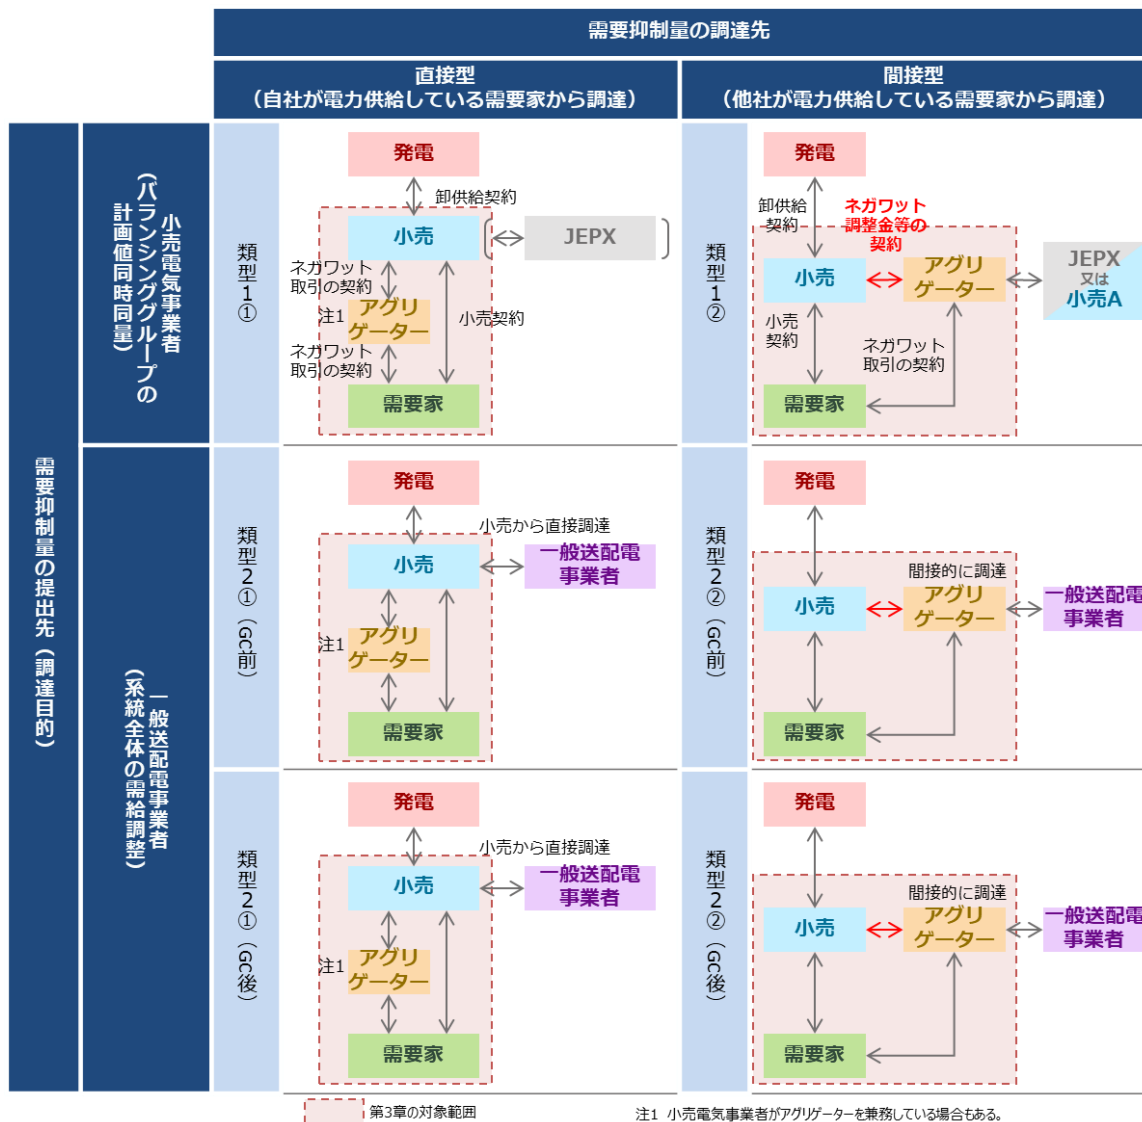 需要抑制量の調達先
直接型
(自社が電力供給している需要家から調達)
間接型
(他社が電力供給している需要家から調達)
需要抑制量の提出先(調達目的)
小売電気事業者
(バランシンググループの
計画値同時同量)
類型1①
発電
卸供給契約
小売
JEPX
ネガワット
取引の契約
注1
アグリ
ゲーター
小売契約
ネガワット
取引の契約
需要家
類型1②
発電
卸供給
契約
ネガワット
調整金等の
契約
小売
アグリ
ゲーター
JEPX
又は
小売A
小売
契約
ネガワット
取引の契約
需要家
一般送配電事業者
(系統全体の需給調整)
類型2①(GC前)
発電
小売から直接調達
小売
一般送配電
事業者
注1
アグリ
ゲーター
需要家
類型2②(GC前)
発電
間接的に調達
小売
アグリ
ゲーター
一般送配電
事業者
需要家
類型2①(GC後)
発電
小売から直接調達
小売
一般送配電
事業者
注1
アグリ
ゲーター
需要家
類型2②(GC後)
発電
間接的に調達
小売
アグリ
ゲーター
一般送配電
事業者
需要家
第3章の対象範囲
注1 小売電気事業者がアグリゲーターを兼務している場合もある。